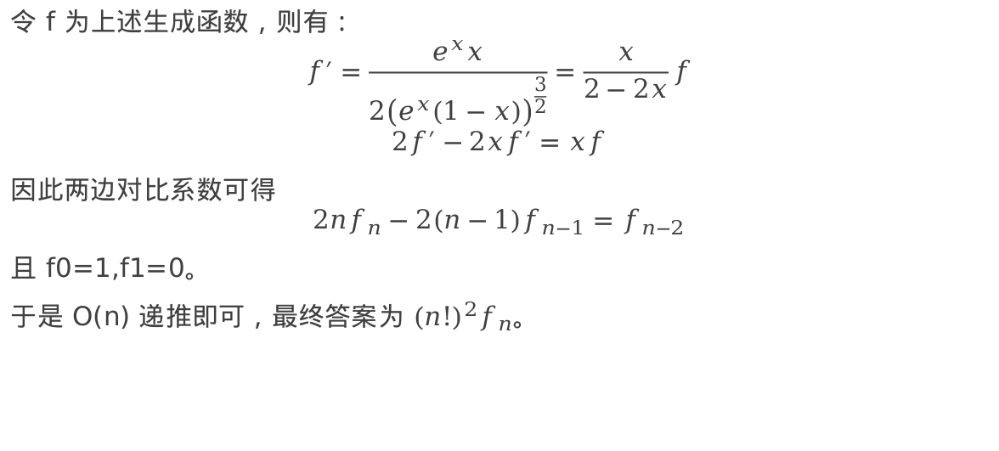 令 f 为上述生成函数，则有：
f′ = \frac{e^x x}{2(e^x(1 − x))^{\frac{3}{2}}} = \frac{x}{2 − 2x} f
2f′ − 2xf′ = xf
因此两边对比系数可得
2nf_n − 2(n − 1)f_{n−1} = f_{n−2}
且 f0=1,f1=0。
于是 O(n) 递推即可，最终答案为 (n!)^2 f_n。